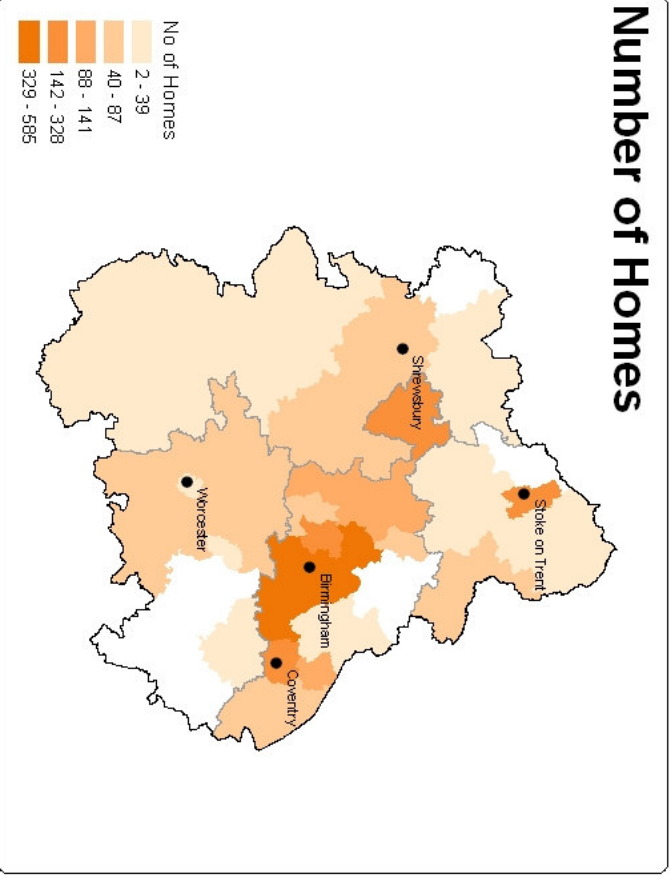 Number of Homes
Stoke on Trent
Shrewsbury
Birmingham
Coventry
Worcester
No of Homes
2 - 39
40 - 87
88 - 141
142 - 328
329 - 585